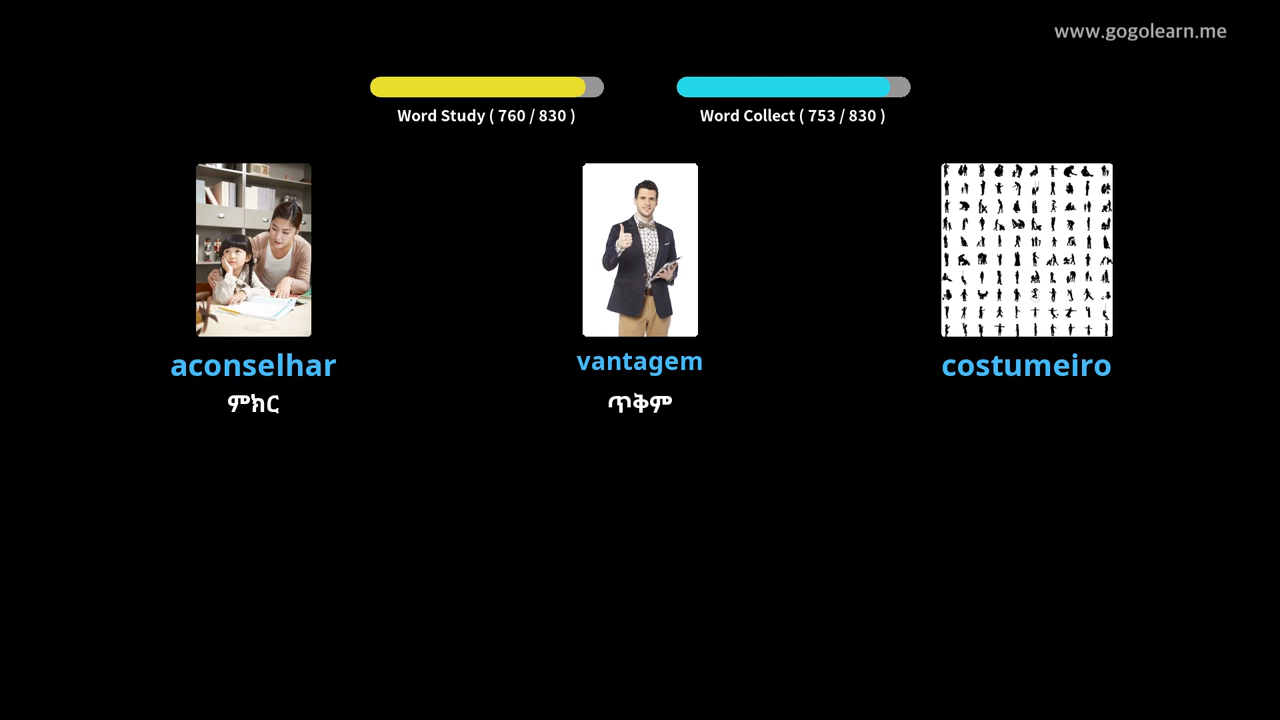 www.gogolearn.me
Word Study ( 760 / 830 )
Word Collect ( 753 / 830 )
aconselhar
ምክር
vantagem
ጥቅም
costumeiro